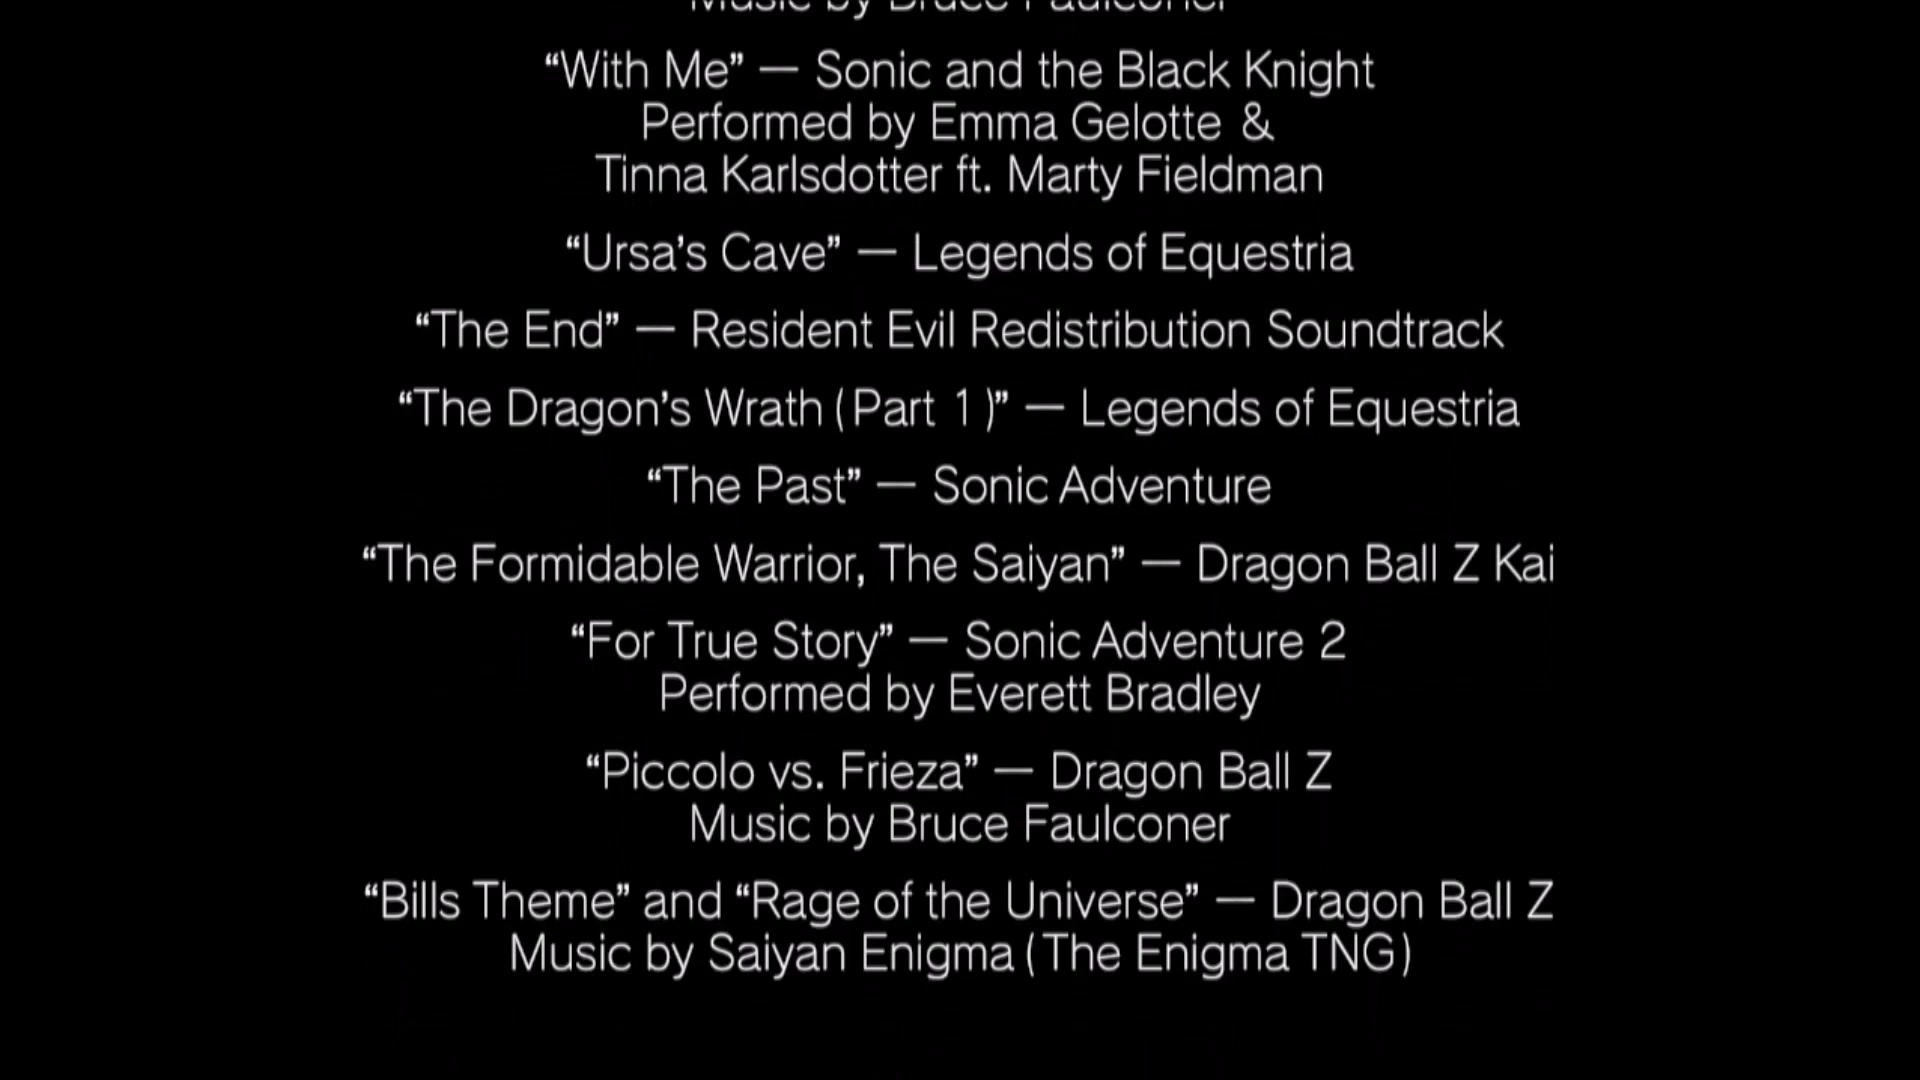 Music by Bruce Faulconer
“With Me” — Sonic and the Black Knight
Performed by Emma Gelotte &
Tinna Karlsdotter ft. Marty Fieldman
“Ursa’s Cave” — Legends of Equestria
“The End” — Resident Evil Redistribution Soundtrack
“The Dragon’s Wrath (Part 1)” — Legends of Equestria
“The Past” — Sonic Adventure
“The Formidable Warrior, The Saiyan” — Dragon Ball Z Kai
“For True Story” — Sonic Adventure 2
Performed by Everett Bradley
“Piccolo vs. Frieza” — Dragon Ball Z
Music by Bruce Faulconer
“Bills Theme” and “Rage of the Universe” — Dragon Ball Z
Music by Saiyan Enigma (The Enigma TNG)